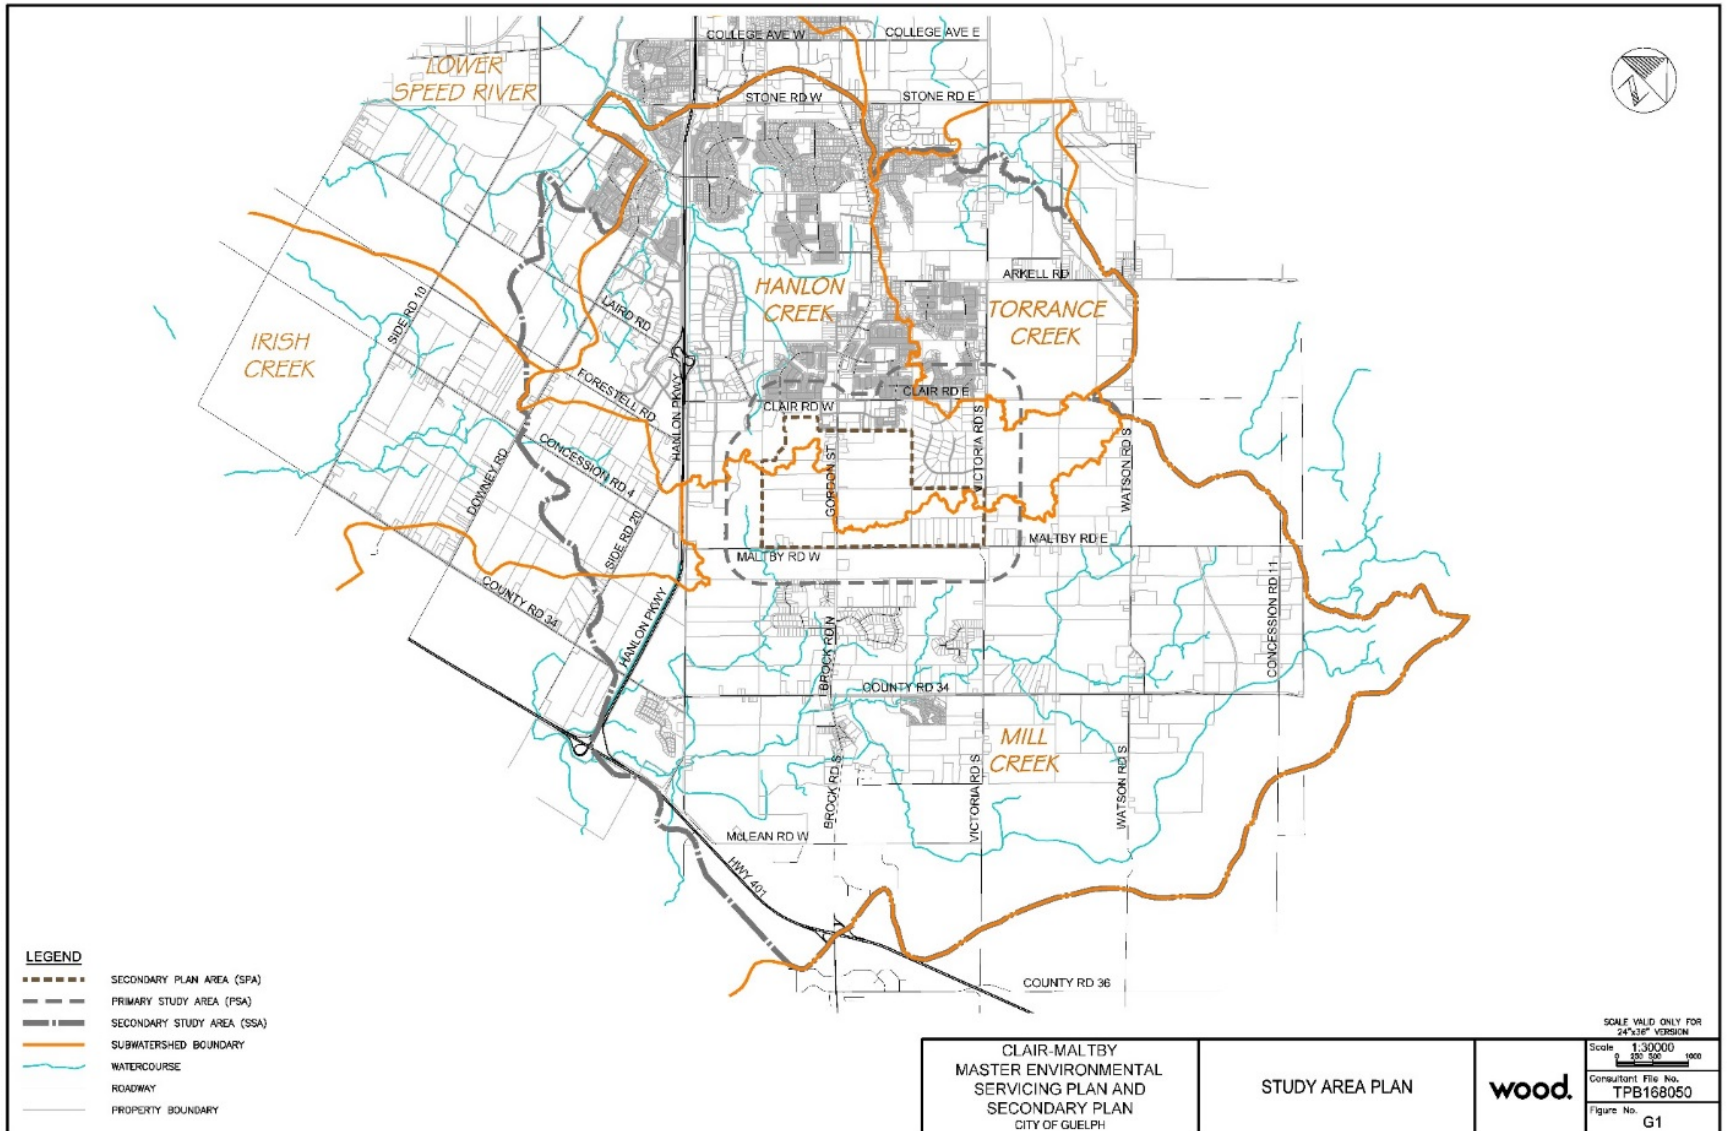 COLLEGE AVE W
COLLEGE AVE E
LOWER
SPEED RIVER
STONE RD W
STONE RD E
ARKELL RD
HANLON
CREEK
TORRANCE
CREEK
SIDE RD 10
LAIRD RD
IRISH
CREEK
FORESTELL RD
HANLON PKWY
CLAIR RD W
CLAIR RD E
VICTORIA RD S
GORDON ST
WATSON RD S
DOWNEY RD
CONCESSION RD 4
SIDE RD 20
MALTBY RD W
MALTBY RD E
COUNTY RD 34
HANLON PKWY
BROCK RD N
CONCESSION RD 11
COUNTY RD 34
MILL
CREEK
BROCK RD S
VICTORIA RD S
WATSON RD S
McLEAN RD W
HWY 401
COUNTY RD 36
LEGEND
SECONDARY PLAN AREA (SPA)
PRIMARY STUDY AREA (PSA)
SECONDARY STUDY AREA (SSA)
SUBWATERSHED BOUNDARY
WATERCOURSE
ROADWAY
PROPERTY BOUNDARY
CLAIR-MALTBY
MASTER ENVIRONMENTAL
SERVICING PLAN AND
SECONDARY PLAN
CITY OF GUELPH
STUDY AREA PLAN
wood.
SCALE VALID ONLY FOR
24"x36" VERSION
Scale 1:30000
0 250 500 1000
Consultant File No.
TPB168050
Figure No.
G1